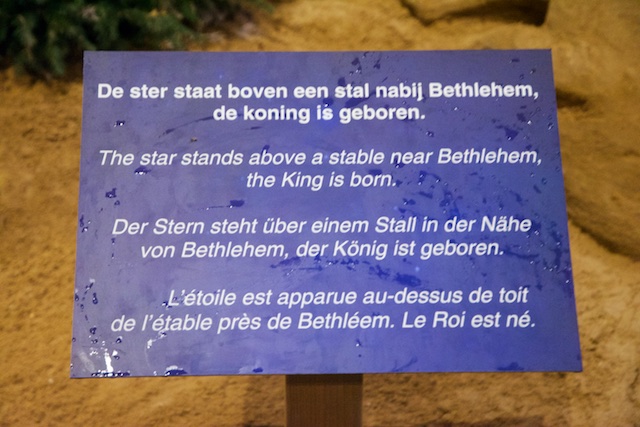 De ster staat boven een stal nabij Bethlehem,
de koning is geboren.
The star stands above a stable near Bethlehem,
the King is born.
Der Stern steht über einem Stall in der Nähe
von Bethlehem, der König ist geboren.
L'étoile est apparue au-dessus de toit
de l'étable près de Bethléem. Le Roi est né.